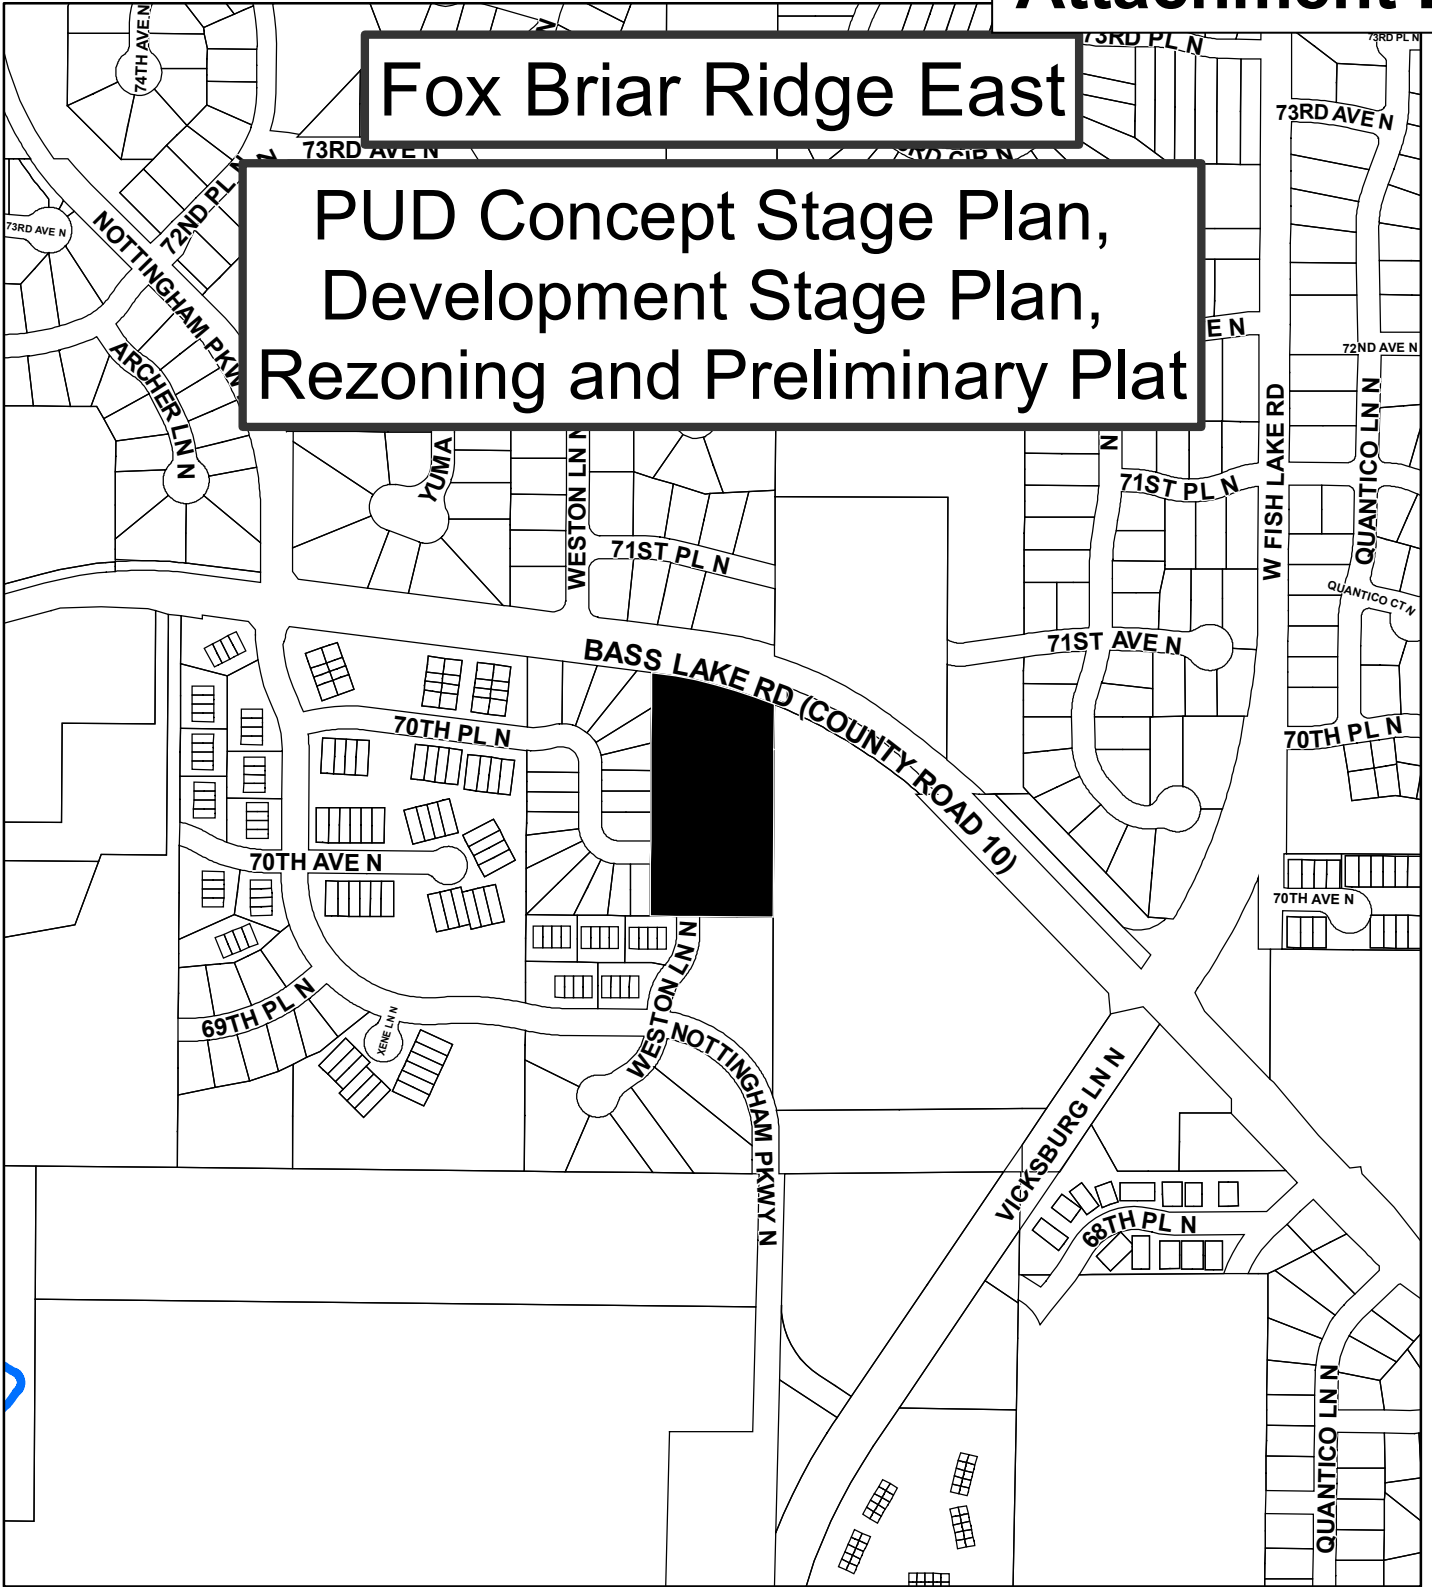 Attachment
74TH AVE N
N
73RD PL N
73RD PL N
Fox Briar Ridge East
73RD AVE N
73RD AVE N
N
RD CIR N
72ND PL N
73RD AVE N
NOTTINGHAM PKW
PUD Concept Stage Plan,
Development Stage Plan,
Rezoning and Preliminary Plat
E N
72ND AVE N
ARCHER LN N
YUMA
WESTON LN N
N
71ST PL N
W FISH LAKE RD
QUANTICO LN N
71ST PL N
QUANTICO CT N
71ST AVE N
BASS LAKE RD (COUNTY ROAD 10)
70TH PL N
70TH PL N
70TH AVE N
70TH AVE N
WESTON LN N
69TH PL N
XENE LN N
NOTTINGHAM PKWY N
VICKSBURG LN N
68TH PL N
QUANTICO LN N